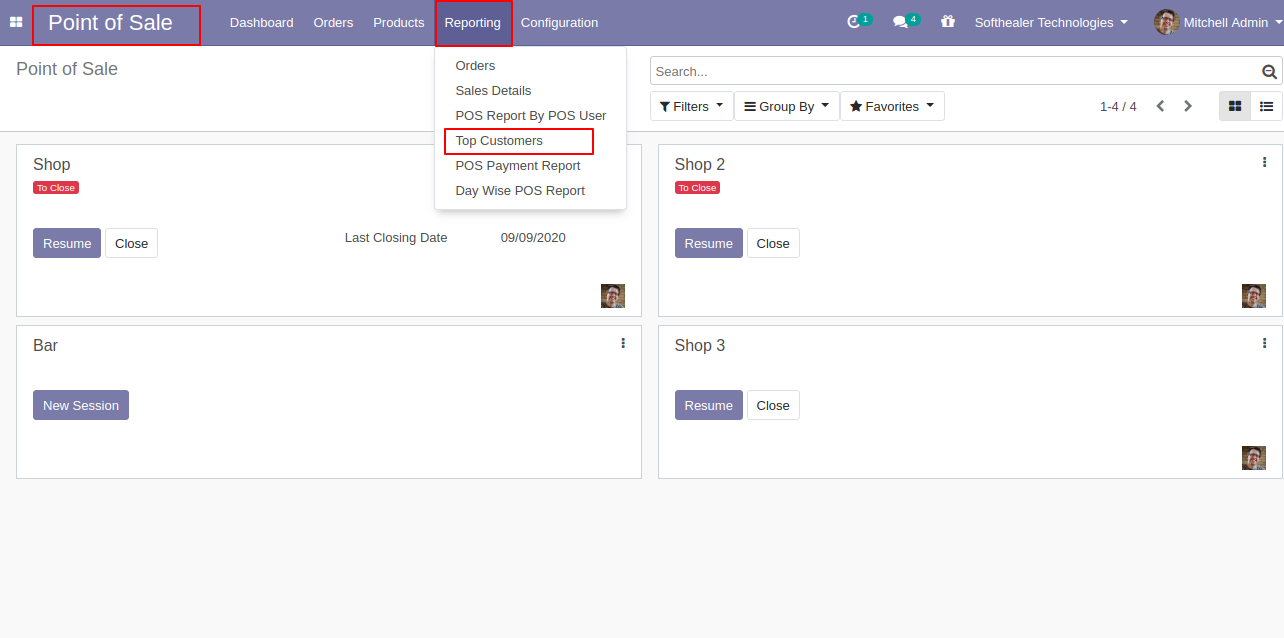 Point of Sale Dashboard Orders Products Reporting Configuration 1 4 Softhealer Technologies Mitchell Admin
Point of Sale
Search...
Filters Group By Favorites 1-4 / 4
Orders
Sales Details
POS Report By POS User
Top Customers
POS Payment Report
Day Wise POS Report
Shop
To Close
Resume Close Last Closing Date 09/09/2020
Shop 2
To Close
Resume Close
Bar
New Session
Shop 3
Resume Close